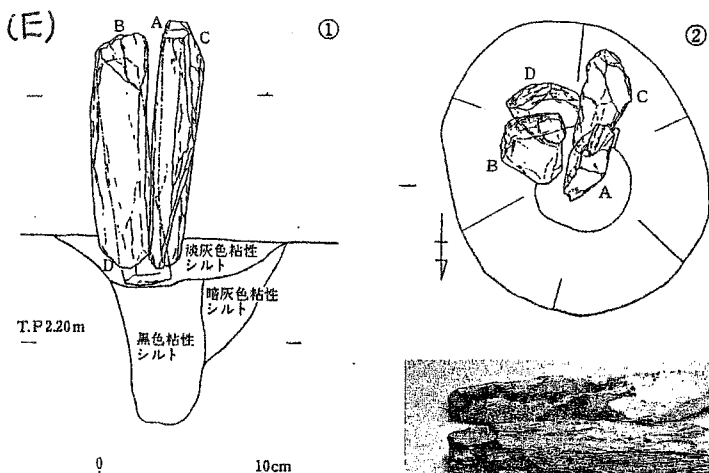 (E)
B A C ①
D
淡灰色粘性
シルト
暗灰色粘性
シルト
T.P 2.20m
黒色粘性
シルト
0 10cm
②
D
C
B
A